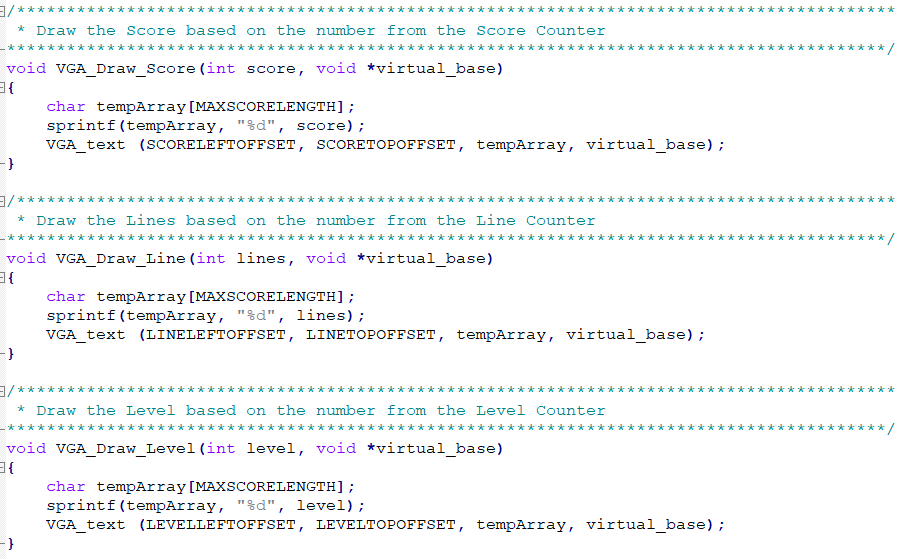 /****************************************************************************************
 * Draw the Score based on the number from the Score Counter
****************************************************************************************/
void VGA_Draw_Score(int score, void *virtual_base)
{
    char tempArray[MAXSCORELENGTH];
    sprintf(tempArray, "%d", score);
    VGA_text (SCORELEFTOFFSET, SCORETOPOFFSET, tempArray, virtual_base);
}
/****************************************************************************************
 * Draw the Lines based on the number from the Line Counter
****************************************************************************************/
void VGA_Draw_Line(int lines, void *virtual_base)
{
    char tempArray[MAXSCORELENGTH];
    sprintf(tempArray, "%d", lines);
    VGA_text (LINELEFTOFFSET, LINETOPOFFSET, tempArray, virtual_base);
}
/****************************************************************************************
 * Draw the Level based on the number from the Level Counter
****************************************************************************************/
void VGA_Draw_Level(int level, void *virtual_base)
{
    char tempArray[MAXSCORELENGTH];
    sprintf(tempArray, "%d", level);
    VGA_text (LEVELLEFTOFFSET, LEVELTOPOFFSET, tempArray, virtual_base);
}